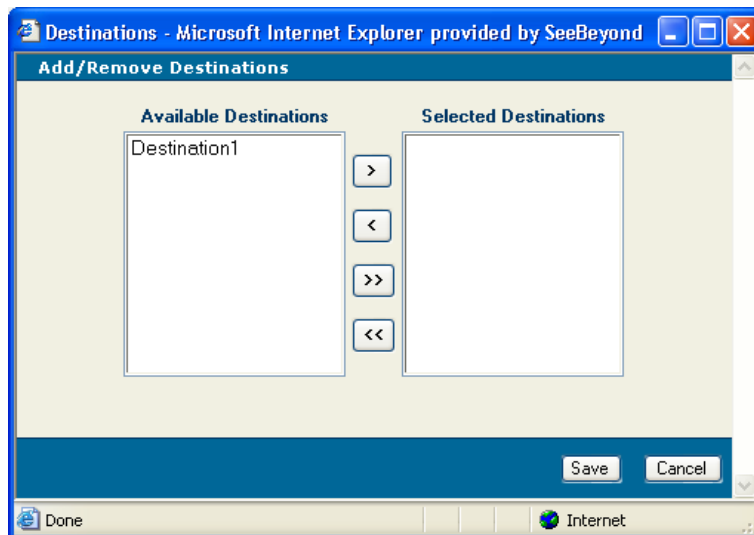 Destinations - Microsoft Internet Explorer provided by SeeBeyond
Add/Remove Destinations
Available Destinations
Selected Destinations
Destination1
>
<
>>
<<
Save
Cancel
Done
Internet